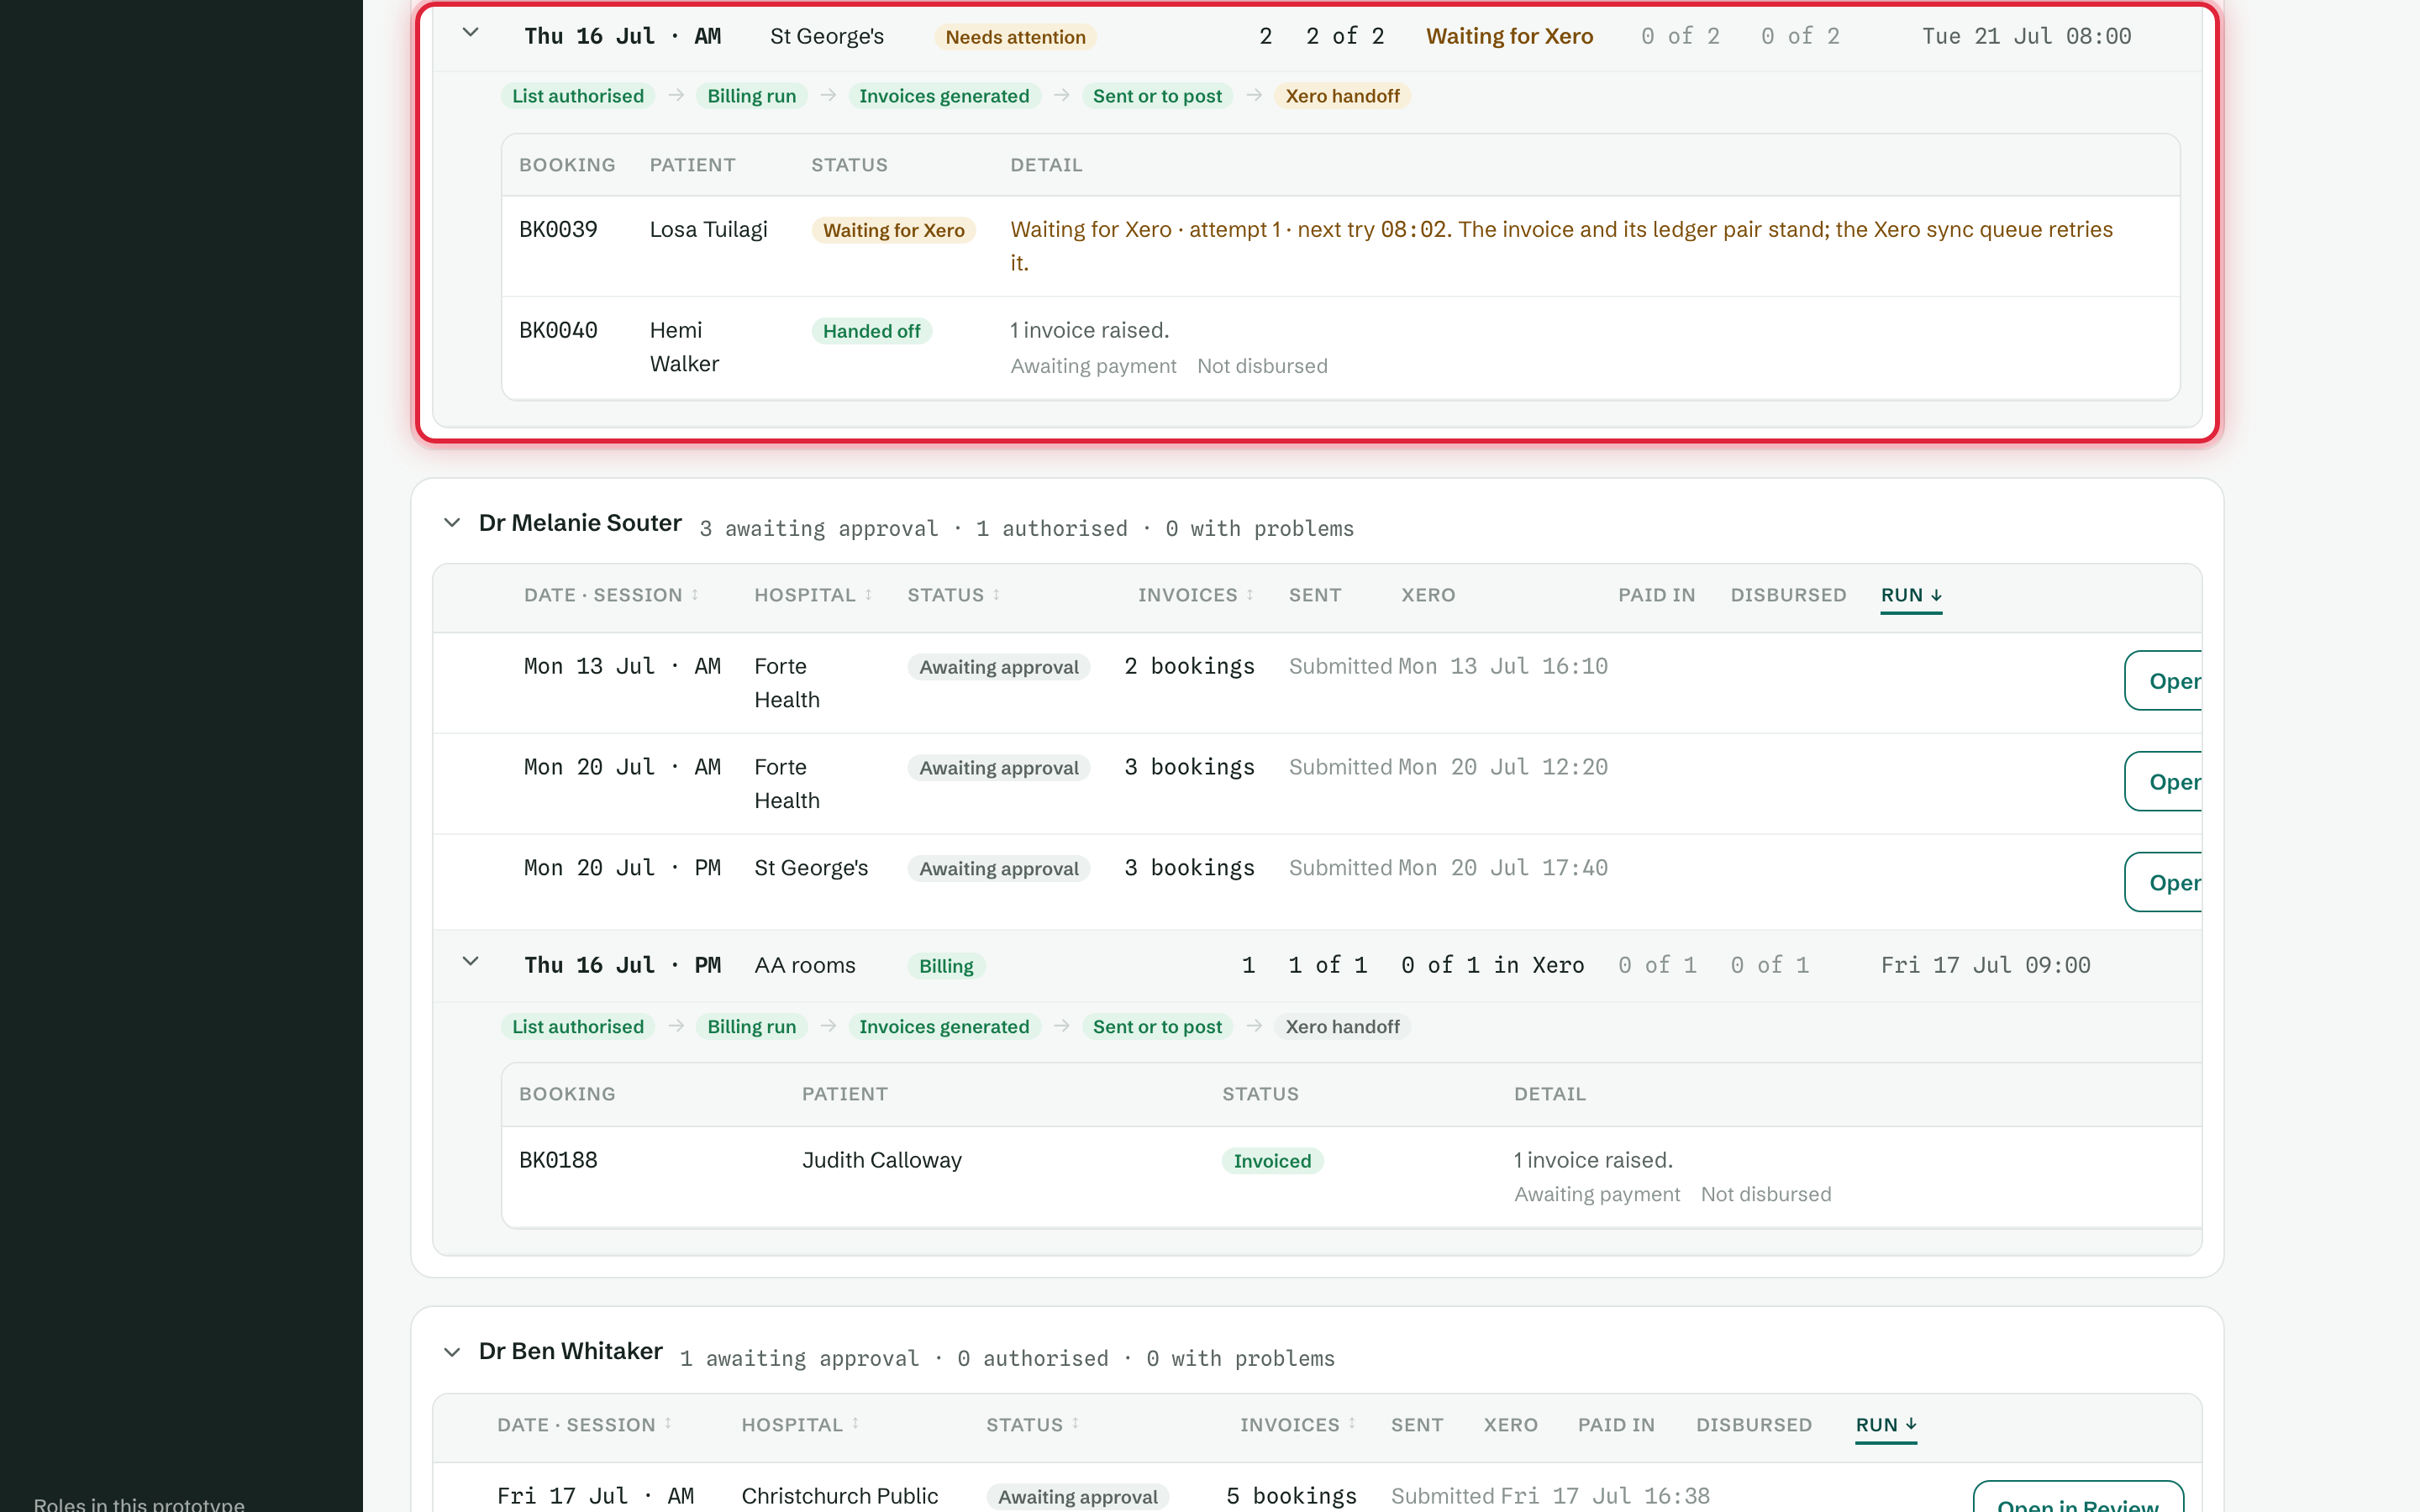 Thu 16 Jul · AM St George's Needs attention 2 2 of 2 Waiting for Xero 0 of 2 0 of 2 Tue 21 Jul 08:00
List authorised → Billing run → Invoices generated → Sent or to post → Xero handoff
BOOKING PATIENT STATUS DETAIL
BK0039 Losa Tuilagi Waiting for Xero Waiting for Xero · attempt 1 · next try 08:02. The invoice and its ledger pair stand; the Xero sync queue retries
it.
BK0040 Hemi Handed off 1 invoice raised.
Walker Awaiting payment Not disbursed
Dr Melanie Souter 3 awaiting approval · 1 authorised · 0 with problems
DATE · SESSION ↕ HOSPITAL ↕ STATUS ↕ INVOICES ↕ SENT XERO PAID IN DISBURSED RUN ↓
Mon 13 Jul · AM Forte Awaiting approval 2 bookings Submitted Mon 13 Jul 16:10 Oper
Health
Mon 20 Jul · AM Forte Awaiting approval 3 bookings Submitted Mon 20 Jul 12:20 Oper
Health
Mon 20 Jul · PM St George's Awaiting approval 3 bookings Submitted Mon 20 Jul 17:40 Oper
Thu 16 Jul · PM AA rooms Billing 1 1 of 1 0 of 1 in Xero 0 of 1 0 of 1 Fri 17 Jul 09:00
List authorised → Billing run → Invoices generated → Sent or to post → Xero handoff
BOOKING PATIENT STATUS DETAIL
BK0188 Judith Calloway Invoiced 1 invoice raised.
Awaiting payment Not disbursed
Dr Ben Whitaker 1 awaiting approval · 0 authorised · 0 with problems
DATE · SESSION ↕ HOSPITAL ↕ STATUS ↕ INVOICES ↕ SENT XERO PAID IN DISBURSED RUN ↓
Fri 17 Jul · AM Christchurch Public Awaiting approval 5 bookings Submitted Fri 17 Jul 16:38 Open in Review
Roles in this prototype